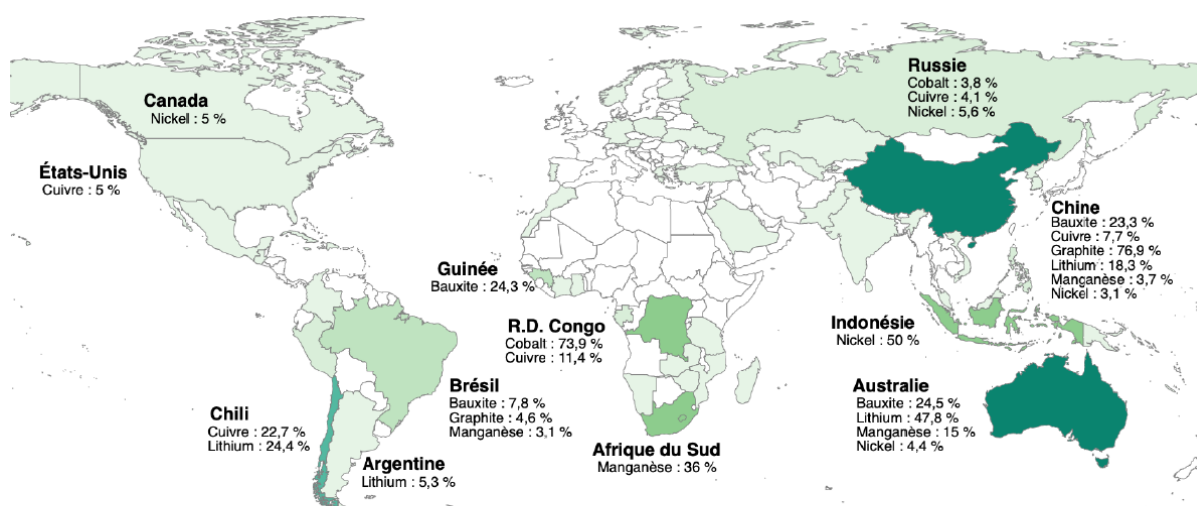 Canada
Nickel : 5 %
États-Unis
Cuivre : 5 %
Russie
Cobalt : 3,8 %
Cuivre : 4,1 %
Nickel : 5,6 %
Chine
Bauxite : 23,3 %
Cuivre : 7,7 %
Graphite : 76,9 %
Lithium : 18,3 %
Manganèse : 3,7 %
Nickel : 3,1 %
Guinée
Bauxite : 24,3 %
R.D. Congo
Cobalt : 73,9 %
Cuivre : 11,4 %
Indonésie
Nickel : 50 %
Brésil
Bauxite : 7,8 %
Graphite : 4,6 %
Manganèse : 3,1 %
Australie
Bauxite : 24,5 %
Lithium : 47,8 %
Manganèse : 15 %
Nickel : 4,4 %
Chili
Cuivre : 22,7 %
Lithium : 24,4 %
Argentine
Lithium : 5,3 %
Afrique du Sud
Manganèse : 36 %